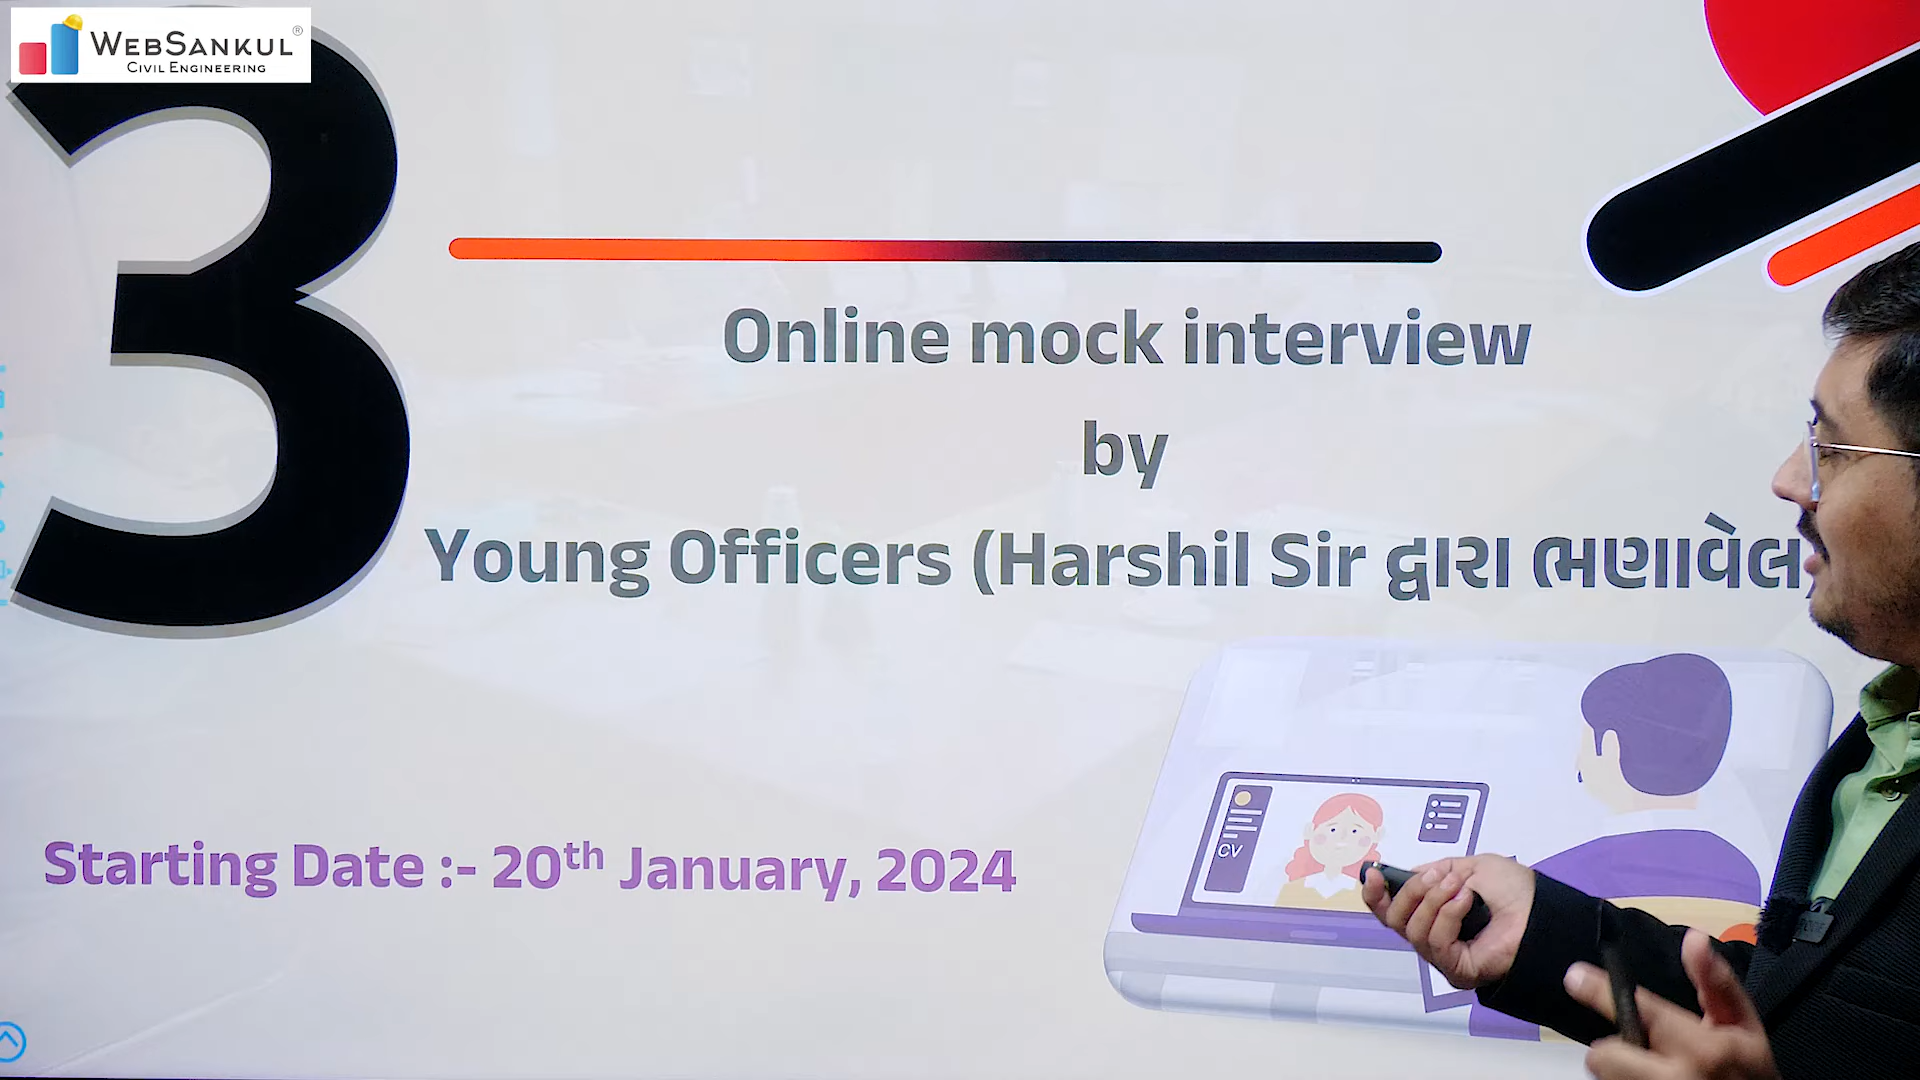 WEBSANKUL®
CIVIL ENGINEERING
3
Online mock interview
by
Young Officers (Harshil Sir દ્વારા ભણાવેલ)
CV
Starting Date :- 20th January, 2024